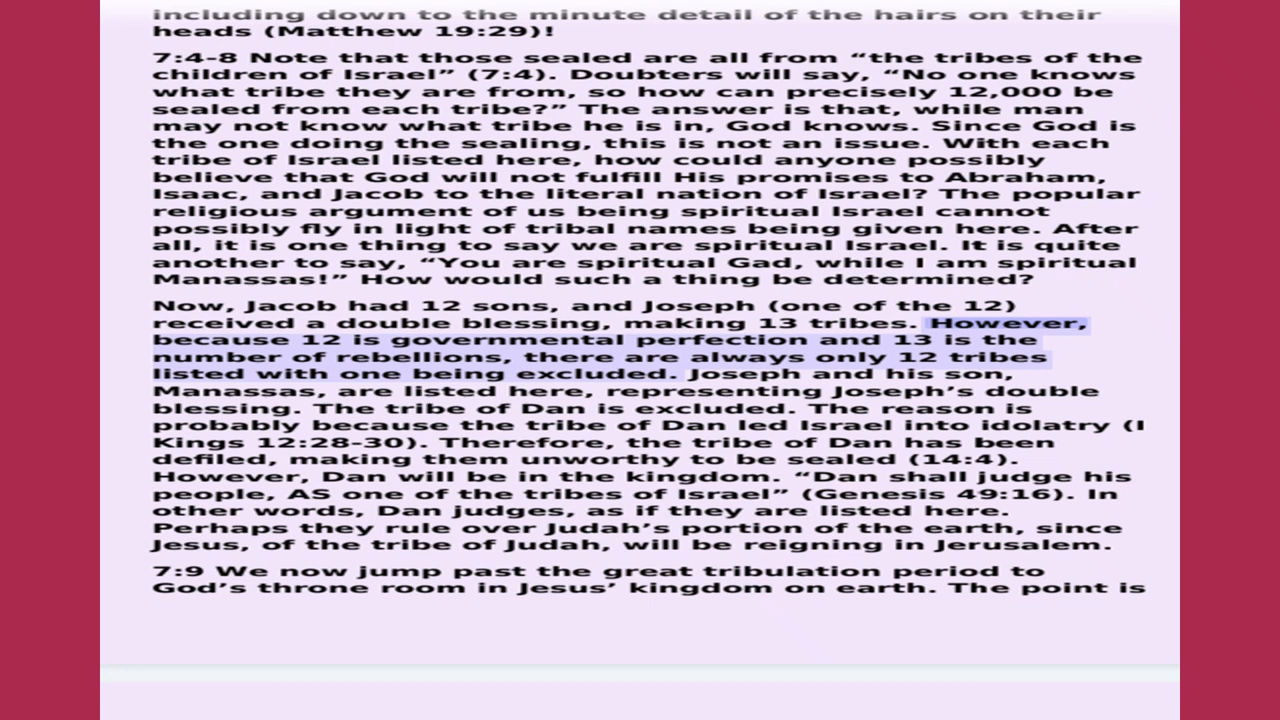 including down to the minute detail of the hairs on their
heads (Matthew 19:29)!
7:4-8 Note that those sealed are all from “the tribes of the
children of Israel” (7:4). Doubters will say, “No one knows
what tribe they are from, so how can precisely 12,000 be
sealed from each tribe?” The answer is that, while man
may not know what tribe he is in, God knows. Since God is
the one doing the sealing, this is not an issue. With each
tribe of Israel listed here, how could anyone possibly
believe that God will not fulfill His promises to Abraham,
Isaac, and Jacob to the literal nation of Israel? The popular
religious argument of us being spiritual Israel cannot
possibly fly in light of tribal names being given here. After
all, it is one thing to say we are spiritual Israel. It is quite
another to say, “You are spiritual Gad, while I am spiritual
Manassas!” How would such a thing be determined?
Now, Jacob had 12 sons, and Joseph (one of the 12)
received a double blessing, making 13 tribes. However,
because 12 is governmental perfection and 13 is the
number of rebellions, there are always only 12 tribes
listed with one being excluded. Joseph and his son,
Manassas, are listed here, representing Joseph’s double
blessing. The tribe of Dan is excluded. The reason is
probably because the tribe of Dan led Israel into idolatry (I
Kings 12:28-30). Therefore, the tribe of Dan has been
defiled, making them unworthy to be sealed (14:4).
However, Dan will be in the kingdom. “Dan shall judge his
people, AS one of the tribes of Israel” (Genesis 49:16). In
other words, Dan judges, as if they are listed here.
Perhaps they rule over Judah’s portion of the earth, since
Jesus, of the tribe of Judah, will be reigning in Jerusalem.
7:9 We now jump past the great tribulation period to
God’s throne room in Jesus’ kingdom on earth. The point is